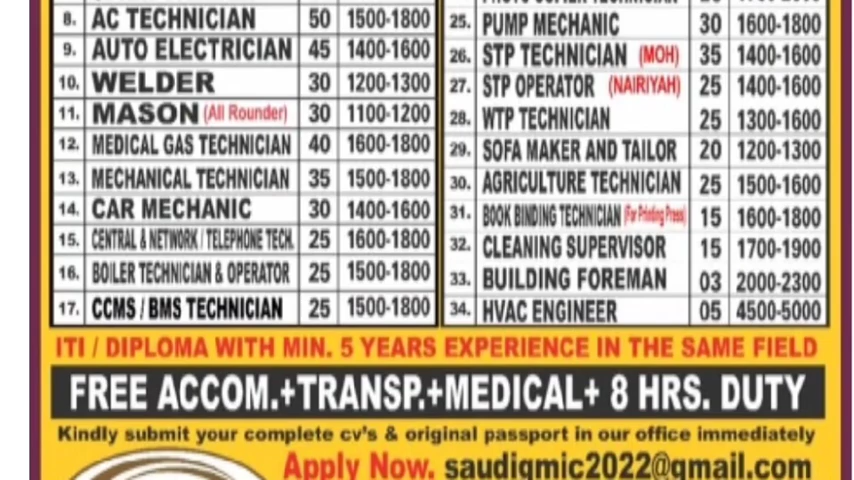 8. AC TECHNICIAN 50 1500-1800
9. AUTO ELECTRICIAN 45 1400-1600
10. WELDER 30 1200-1300
11. MASON (All Rounder) 30 1100-1200
12. MEDICAL GAS TECHNICIAN 40 1600-1800
13. MECHANICAL TECHNICIAN 35 1500-1800
14. CAR MECHANIC 30 1400-1600
15. CENTRAL & NETWORK / TELEPHONE TECH. 25 1600-1800
16. BOILER TECHNICIAN & OPERATOR 25 1500-1800
17. CCMS / BMS TECHNICIAN 25 1500-1800
25. PUMP MECHANIC 30 1600-1800
26. STP TECHNICIAN (MOH) 35 1400-1600
27. STP OPERATOR (NAIRIYAH) 25 1400-1600
28. WTP TECHNICIAN 25 1300-1600
29. SOFA MAKER AND TAILOR 20 1200-1300
30. AGRICULTURE TECHNICIAN 25 1500-1600
31. BOOK BINDING TECHNICIAN (For Printing Press) 15 1600-1800
32. CLEANING SUPERVISOR 15 1700-1900
33. BUILDING FOREMAN 03 2000-2300
34. HVAC ENGINEER 05 4500-5000
ITI / DIPLOMA WITH MIN. 5 YEARS EXPERIENCE IN THE SAME FIELD
FREE ACCOM.+TRANSP.+MEDICAL+ 8 HRS. DUTY
Kindly submit your complete cv's & original passport in our office immediately
Apply Now. saudiqmic2022@gmail.com